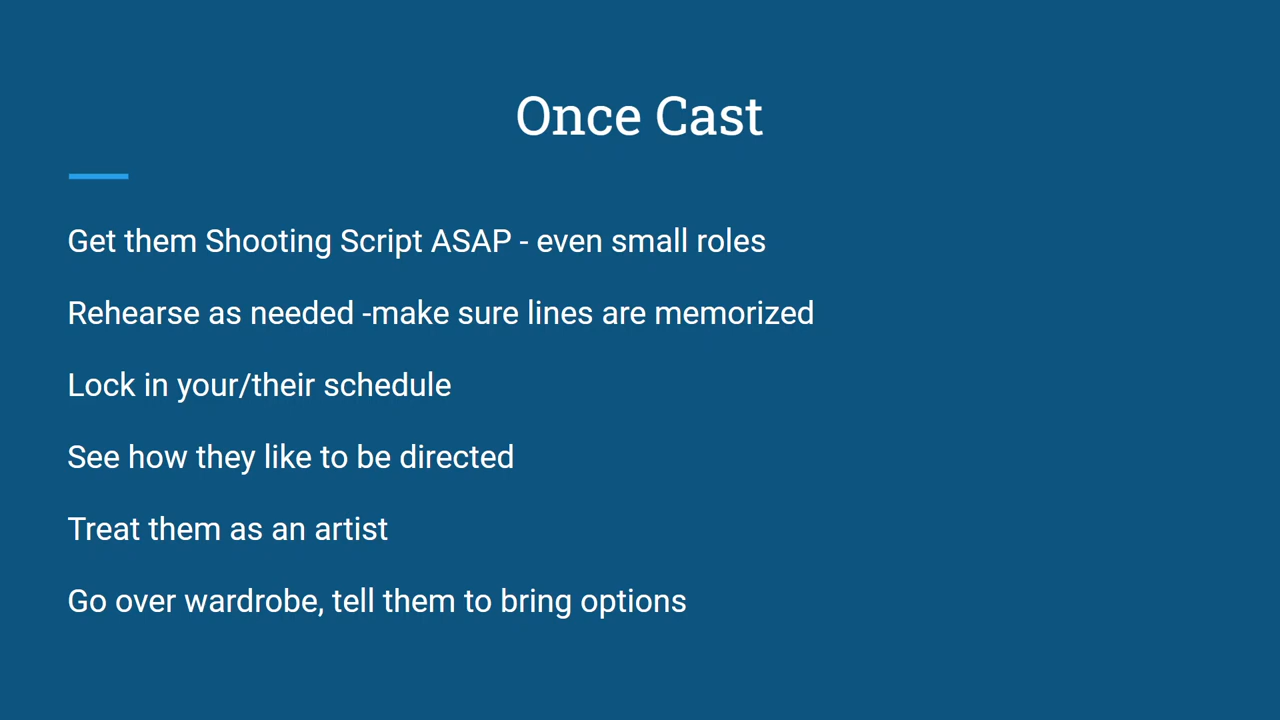 Once Cast
Get them Shooting Script ASAP - even small roles
Rehearse as needed -make sure lines are memorized
Lock in your/their schedule
See how they like to be directed
Treat them as an artist
Go over wardrobe, tell them to bring options